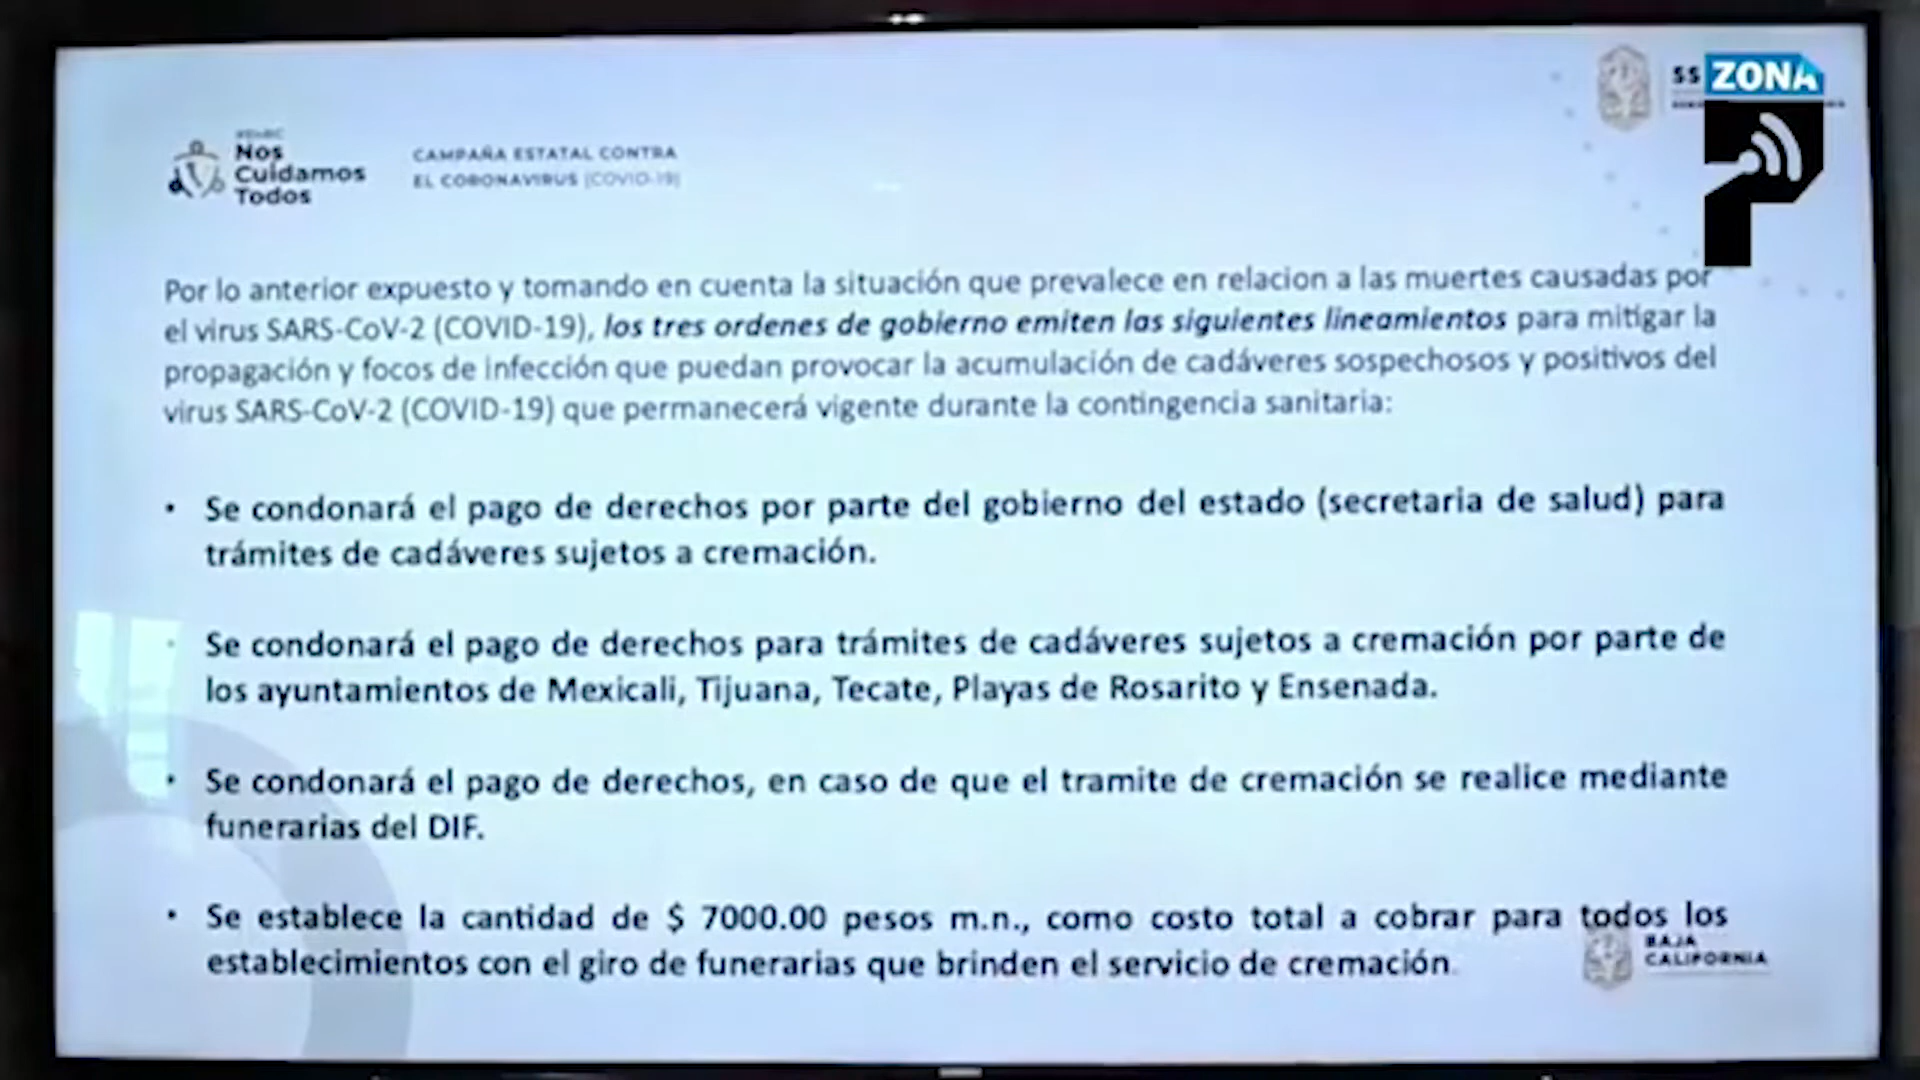 SS ZONA
Nos
Cuidamos
Todos
CAMPAÑA ESTATAL CONTRA
EL CORONAVIRUS (COVID-19)
Por lo anterior expuesto y tomando en cuenta la situación que prevalece en relacion a las muertes causadas por
el virus SARS-CoV-2 (COVID-19), los tres ordenes de gobierno emiten las siguientes lineamientos para mitigar la
propagación y focos de infección que puedan provocar la acumulación de cadáveres sospechosos y positivos del
virus SARS-CoV-2 (COVID-19) que permanecerá vigente durante la contingencia sanitaria:
• Se condonará el pago de derechos por parte del gobierno del estado (secretaria de salud) para
trámites de cadáveres sujetos a cremación.
• Se condonará el pago de derechos para trámites de cadáveres sujetos a cremación por parte de
los ayuntamientos de Mexicali, Tijuana, Tecate, Playas de Rosarito y Ensenada.
• Se condonará el pago de derechos, en caso de que el tramite de cremación se realice mediante
funerarias del DIF.
• Se establece la cantidad de $ 7000.00 pesos m.n., como costo total a cobrar para todos los
establecimientos con el giro de funerarias que brinden el servicio de cremación.
BAJA
CALIFORNIA